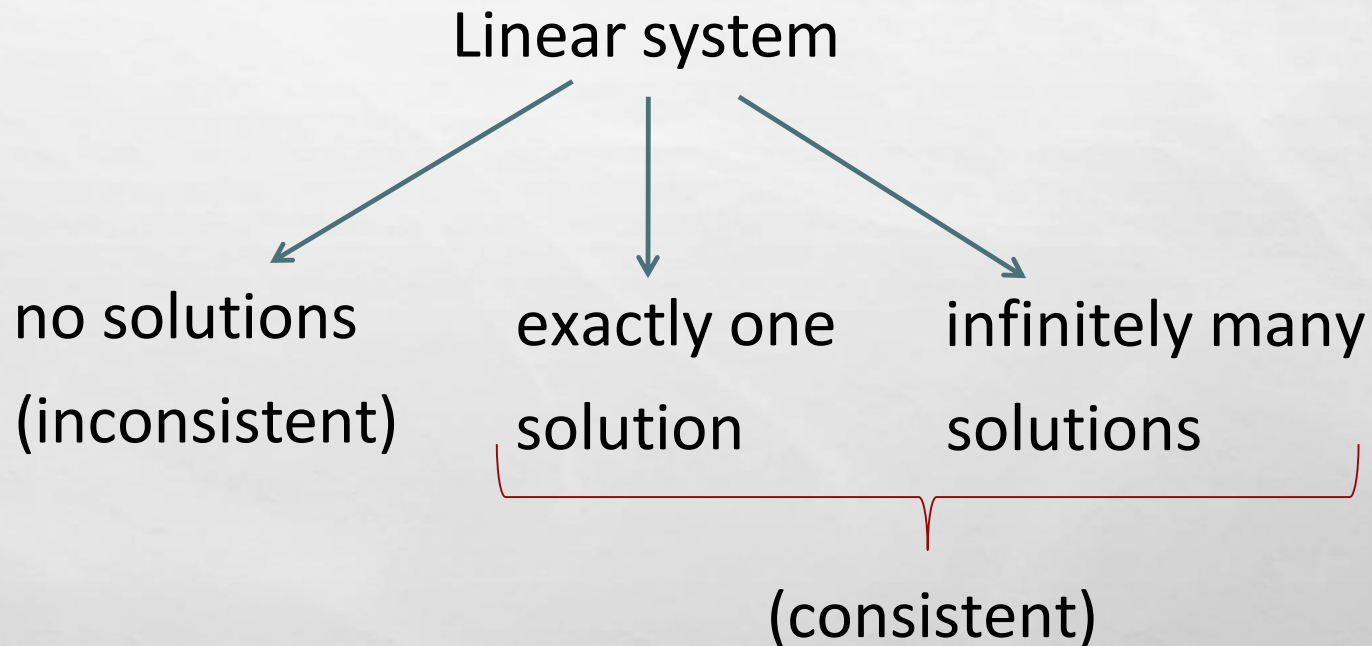 Linear system
no solutions
(inconsistent)
exactly one
solution
infinitely many
solutions
(consistent)